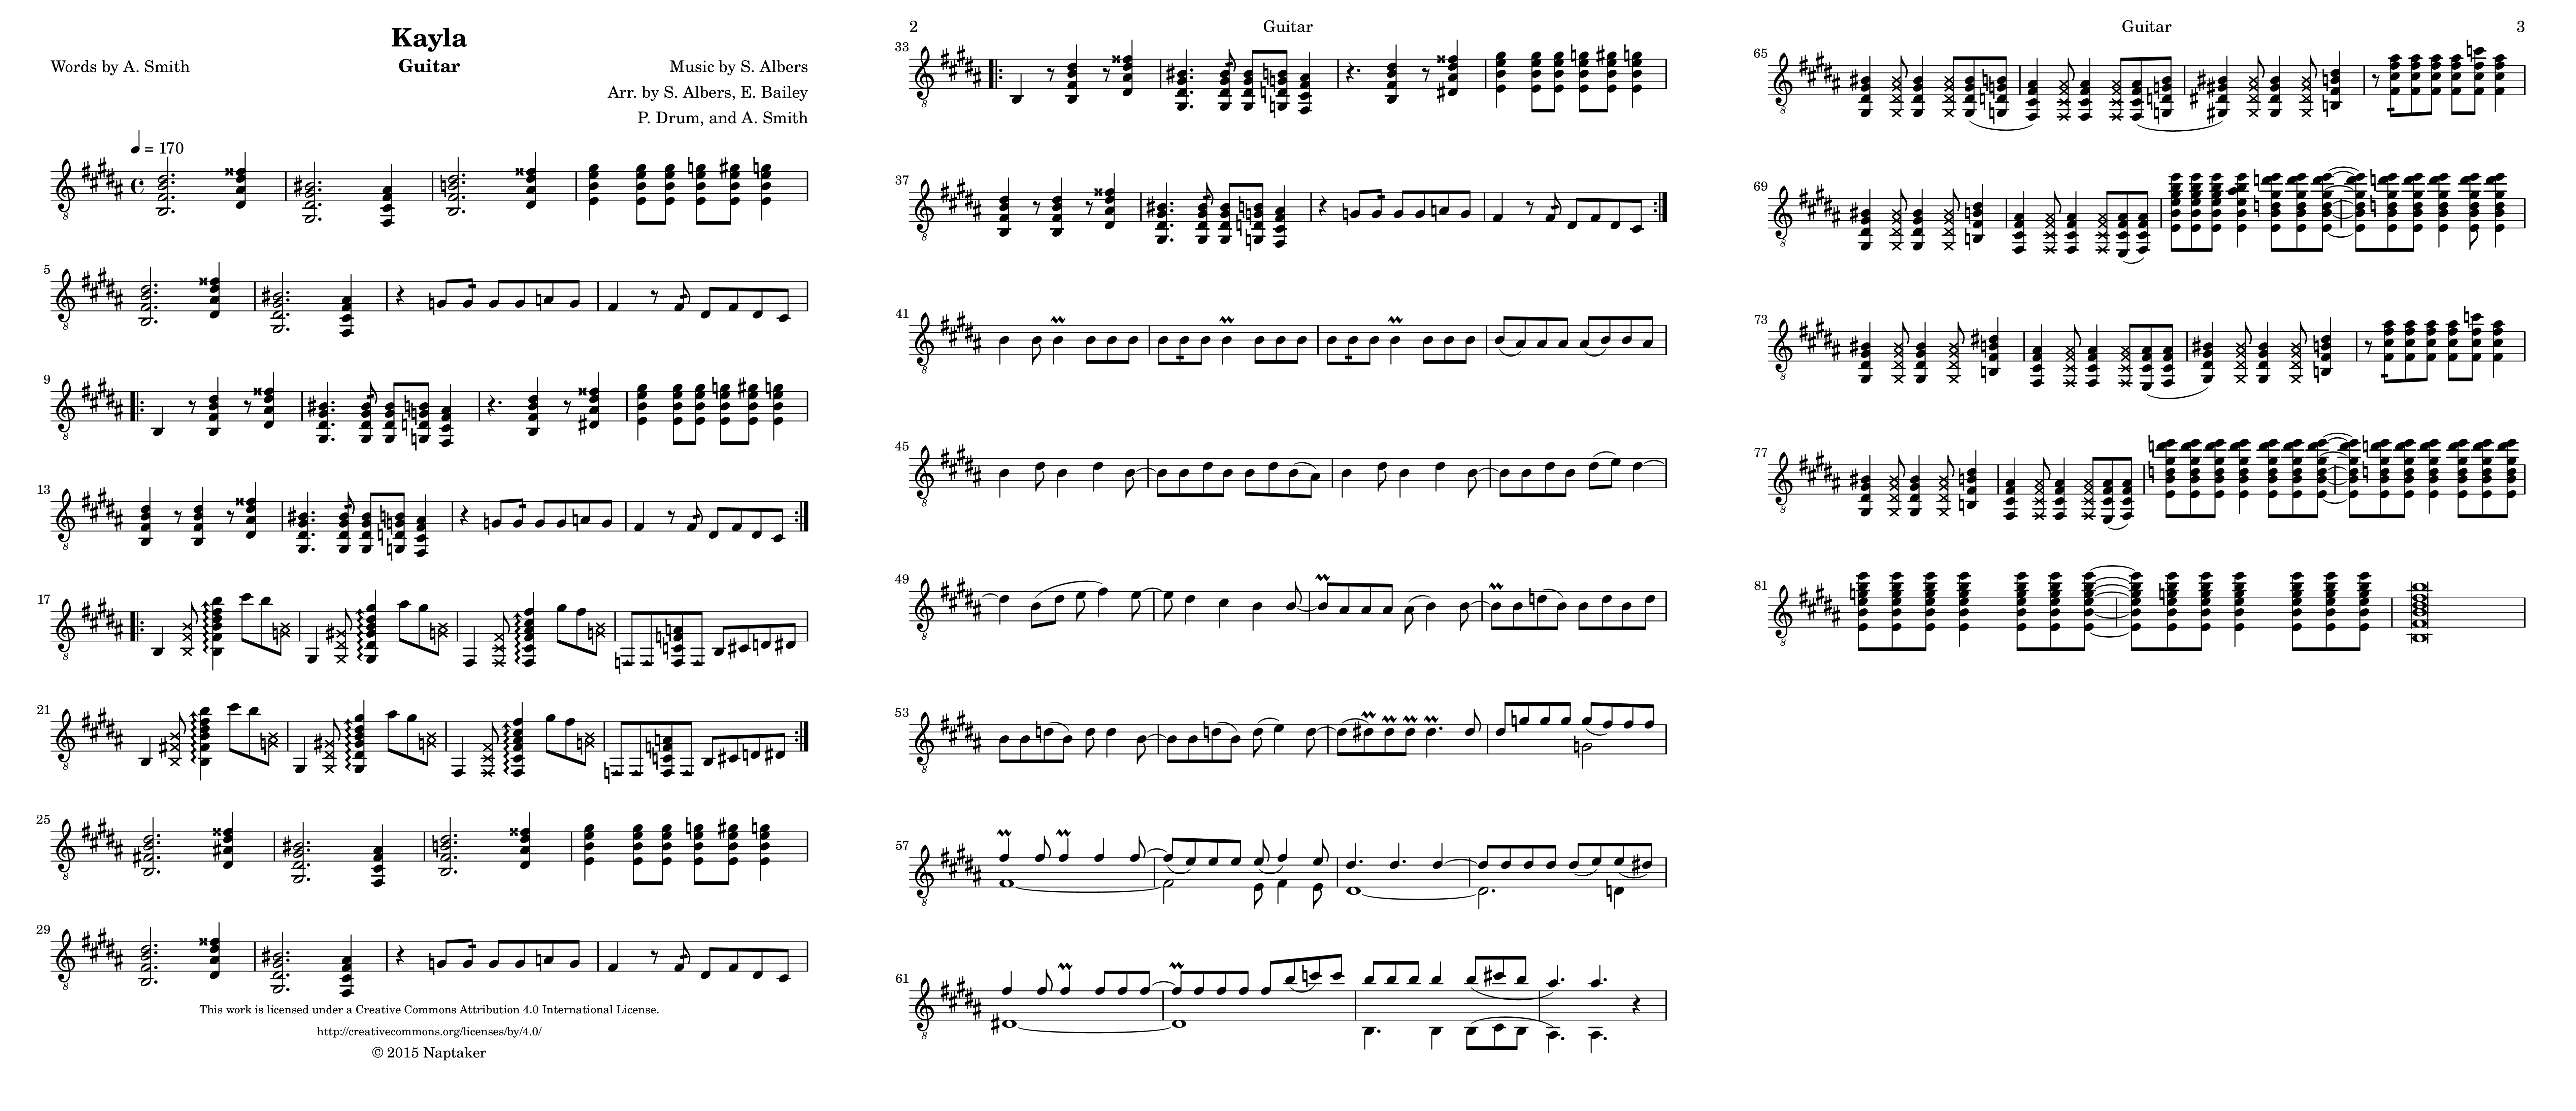 Kayla
Words by A. Smith
Guitar
Music by S. Albers
Arr. by S. Albers, E. Bailey
P. Drum, and A. Smith
= 170
5
9
13
17
21
25
29
This work is licensed under a Creative Commons Attribution 4.0 International License.
http://creativecommons.org/licenses/by/4.0/
© 2015 Naptaker
2
Guitar
33
37
41
45
49
53
57
61
Guitar
3
65
69
73
77
81